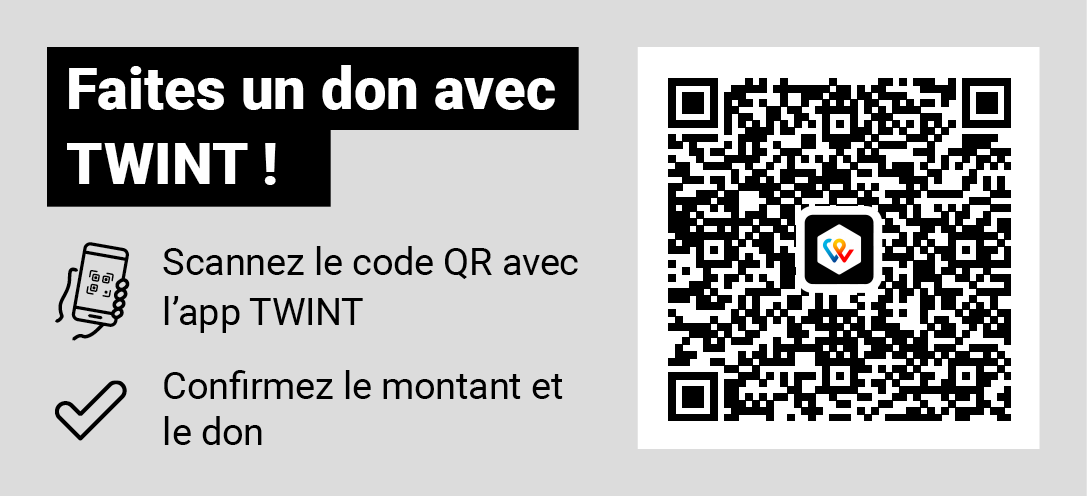 Faites un don avec
TWINT !
Scannez le code QR avec
l’app TWINT
Confirmez le montant et
le don